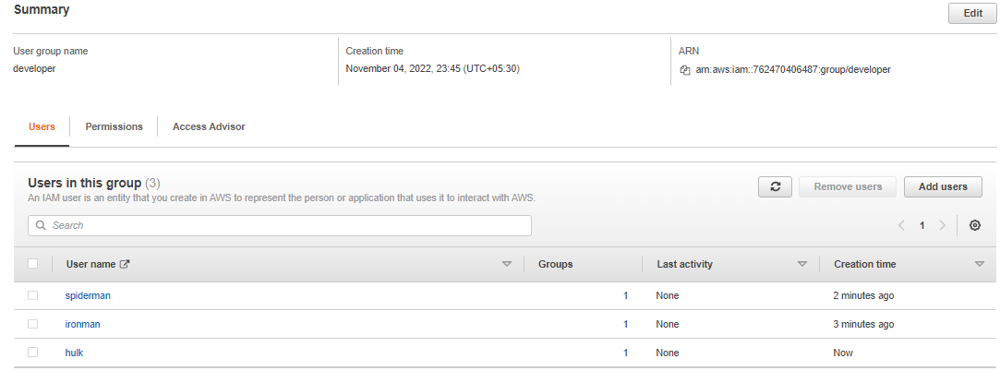 Summary
Edit
User group name
developer
Creation time
November 04, 2022, 23:45 (UTC+05:30)
ARN
arn:aws:iam::762470406487:group/developer
Users Permissions Access Advisor
Users in this group (3)
An IAM user is an entity that you create in AWS to represent the person or application that uses it to interact with AWS.
Remove users Add users
Search
1
User name Groups Last activity Creation time
spiderman 1 None 2 minutes ago
ironman 1 None 3 minutes ago
hulk 1 None Now